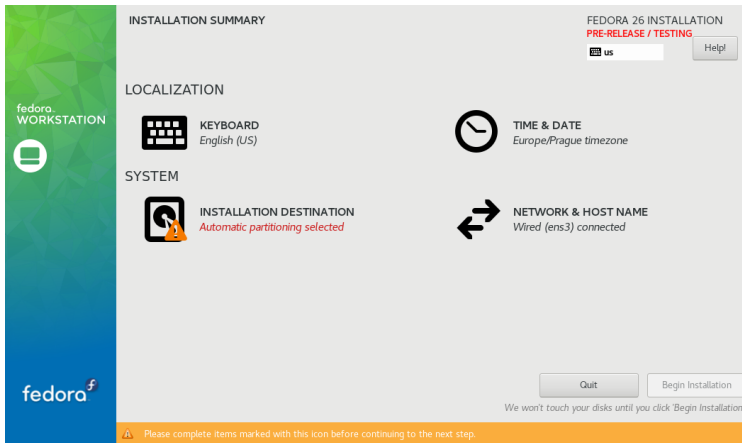 INSTALLATION SUMMARY
FEDORA 26 INSTALLATION
PRE-RELEASE / TESTING
us
Help!
fedora.
WORKSTATION
LOCALIZATION
KEYBOARD
English (US)
TIME & DATE
Europe/Prague timezone
SYSTEM
INSTALLATION DESTINATION
Automatic partitioning selected
NETWORK & HOST NAME
Wired (ens3) connected
fedora
Quit
Begin Installation
We won't touch your disks until you click 'Begin Installation
Please complete items marked with this icon before continuing to the next step.